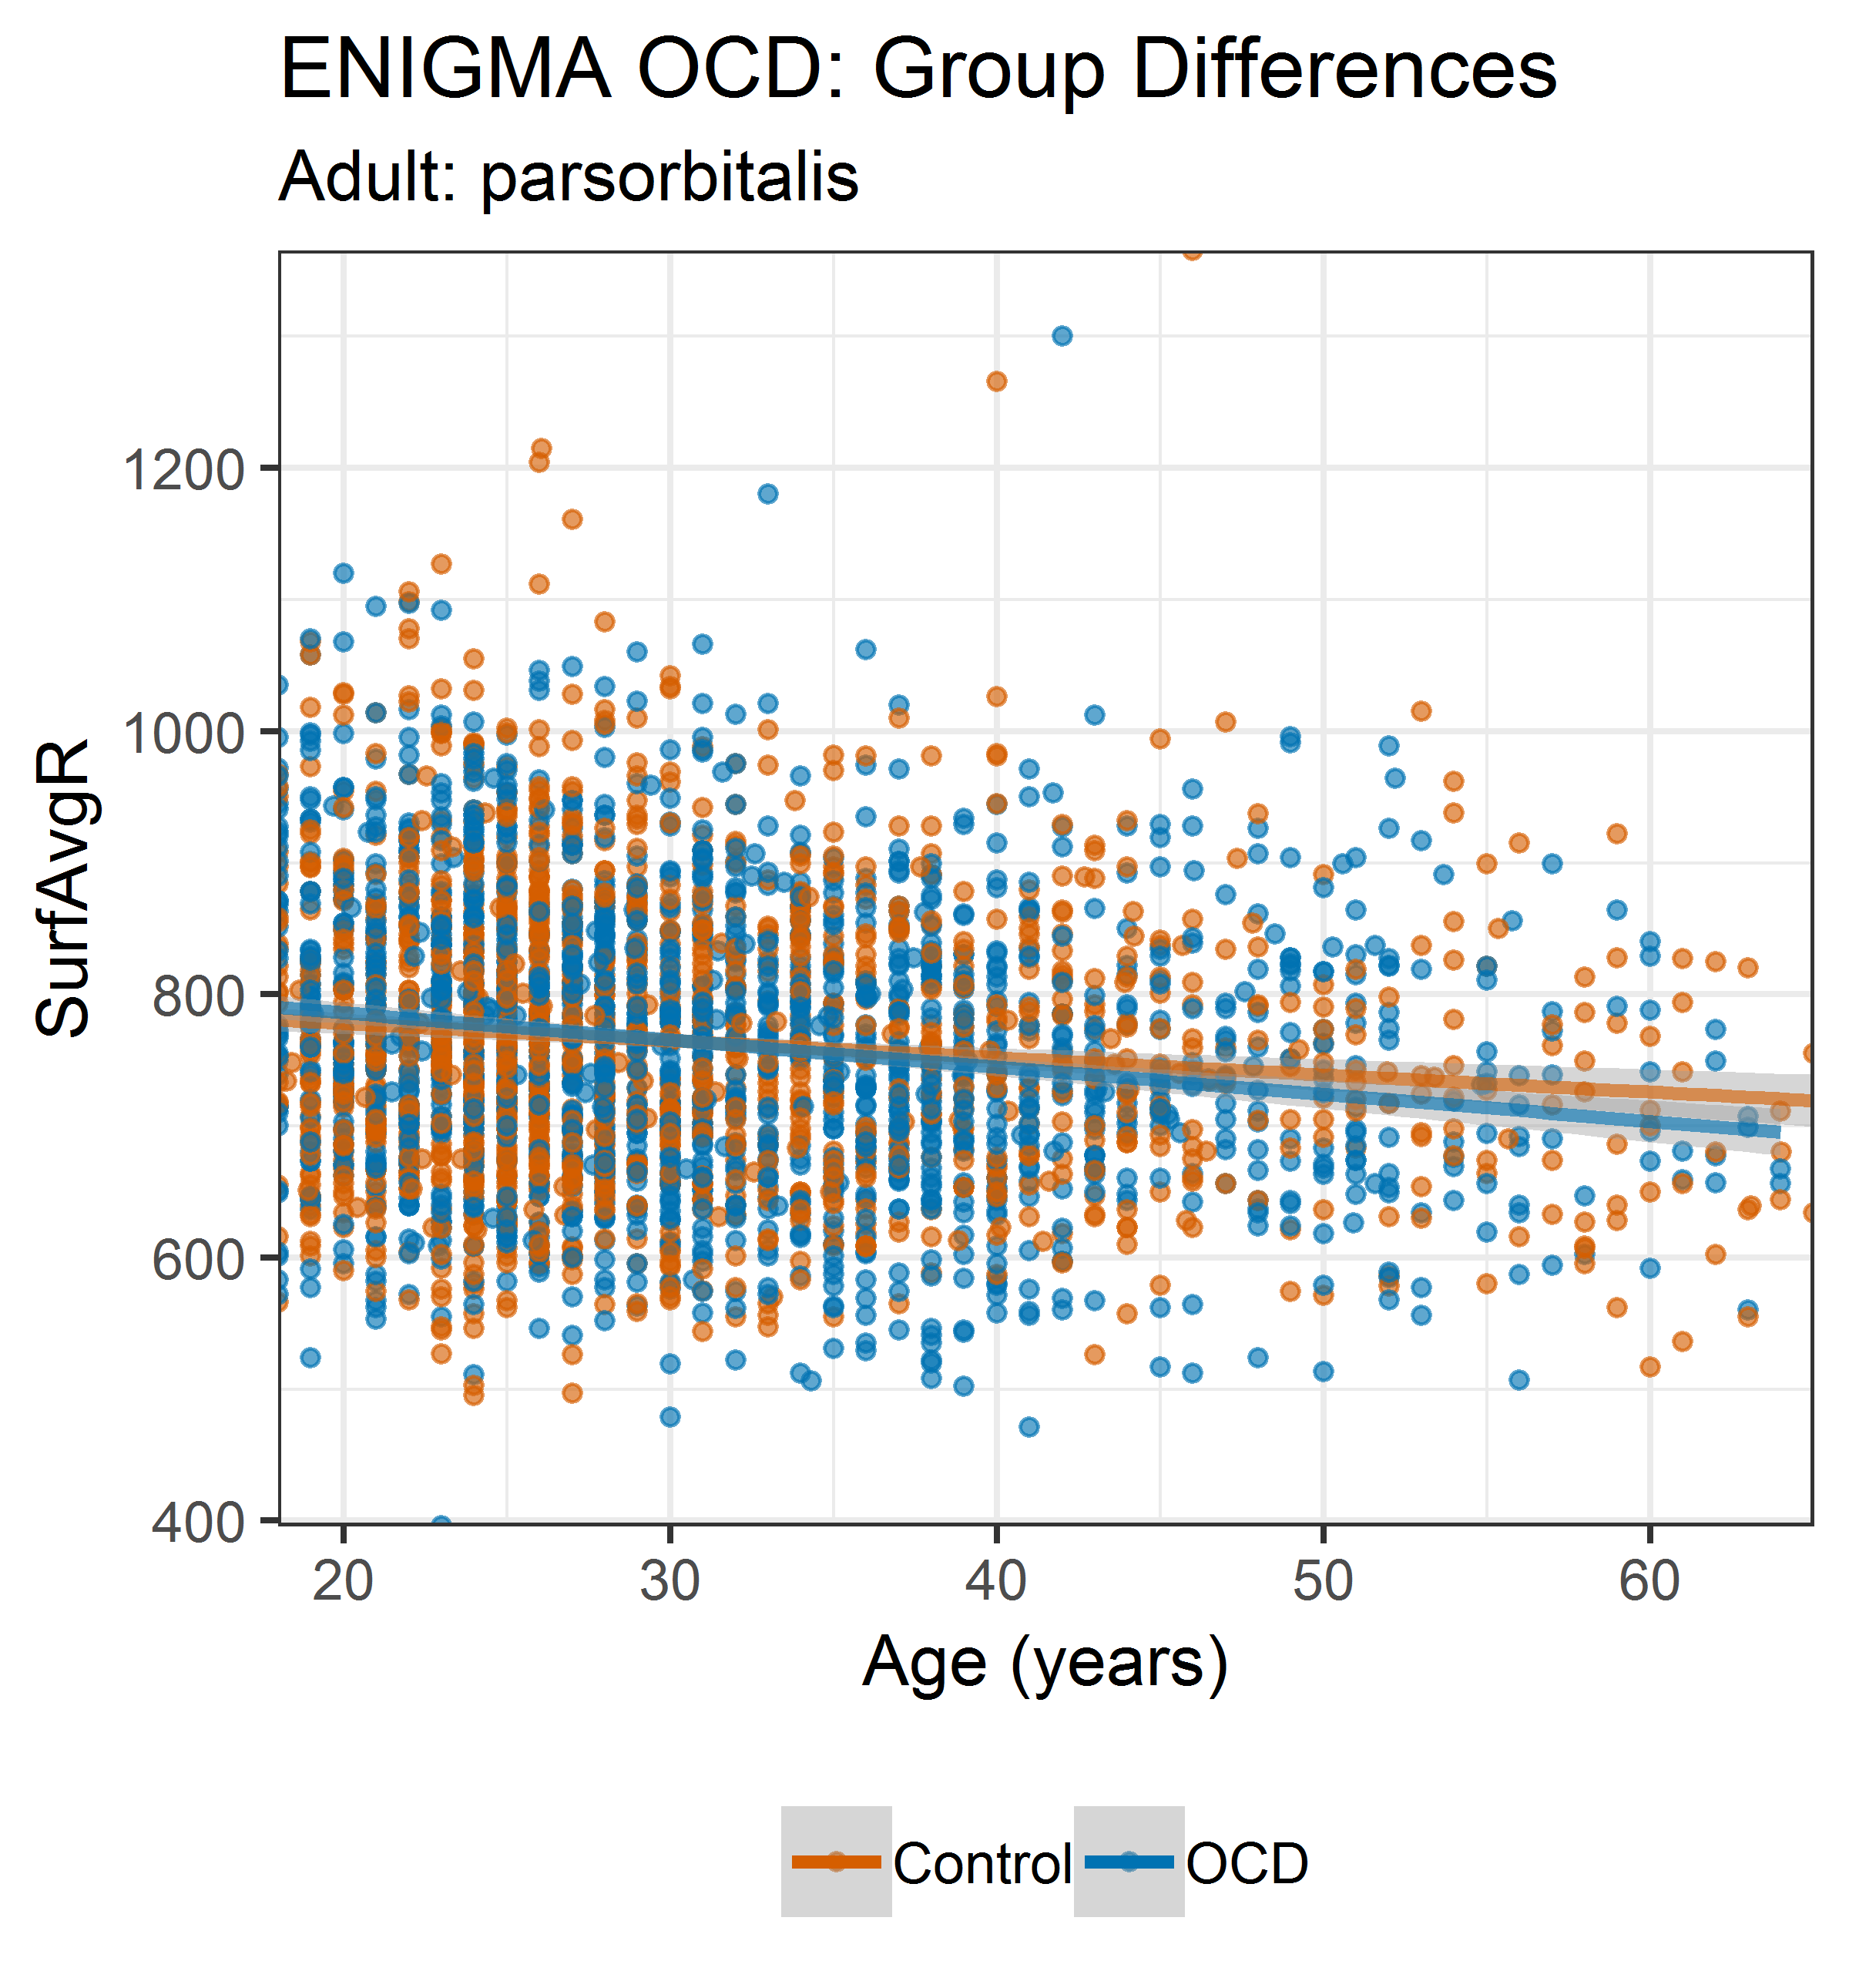 ENIGMA OCD: Group Differences
Adult: parsorbitalis
SurfAvgR
1200
1000
800
600
400
20 30 40 50 60
Age (years)
Control OCD